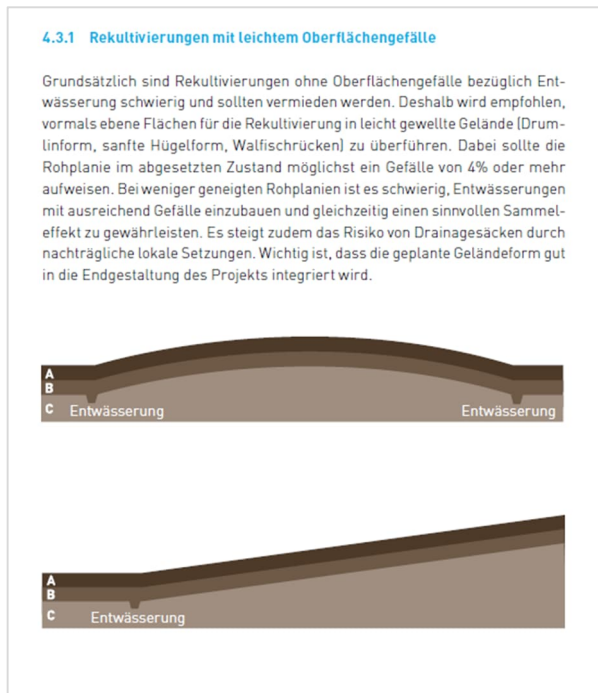 4.3.1 Rekultivierungen mit leichtem Oberflächengefälle
Grundsätzlich sind Rekultivierungen ohne Oberflächengefälle bezüglich Ent-
wässerung schwierig und sollten vermieden werden. Deshalb wird empfohlen,
vormals ebene Flächen für die Rekultivierung in leicht gewellte Gelände (Drum-
linform, sanfte Hügelform, Walfischrücken) zu überführen. Dabei sollte die
Rohplanie im abgesetzten Zustand möglichst ein Gefälle von 4% oder mehr
aufweisen. Bei weniger geneigten Rohplanien ist es schwierig, Entwässerungen
mit ausreichend Gefälle einzubauen und gleichzeitig einen sinnvollen Sammel-
effekt zu gewährleisten. Es steigt zudem das Risiko von Drainagesäcken durch
nachträgliche lokale Setzungen. Wichtig ist, dass die geplante Geländeform gut
in die Endgestaltung des Projekts integriert wird.
A
B
C Entwässerung Entwässerung
A
B
C Entwässerung